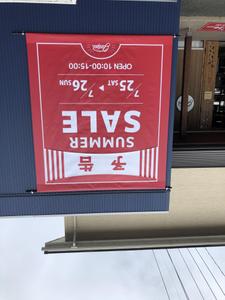 予告
SUMMER
SALE
7/25 SAT ▶ 7/26 SUN
OPEN 10:00-15:00